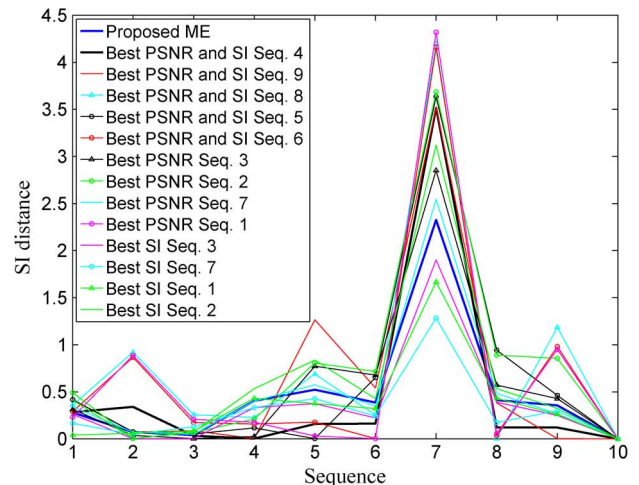 5
4.5
4
3.5
3
2.5
2
1.5
1
0.5
0
SI distance
Proposed ME
Best PSNR and SI Seq. 4
Best PSNR and SI Seq. 9
Best PSNR and SI Seq. 8
Best PSNR and SI Seq. 5
Best PSNR and SI Seq. 6
Best PSNR Seq. 3
Best PSNR Seq. 2
Best PSNR Seq. 7
Best PSNR Seq. 1
Best SI Seq. 3
Best SI Seq. 7
Best SI Seq. 1
Best SI Seq. 2
1 2 3 4 5 6 7 8 9 10
Sequence